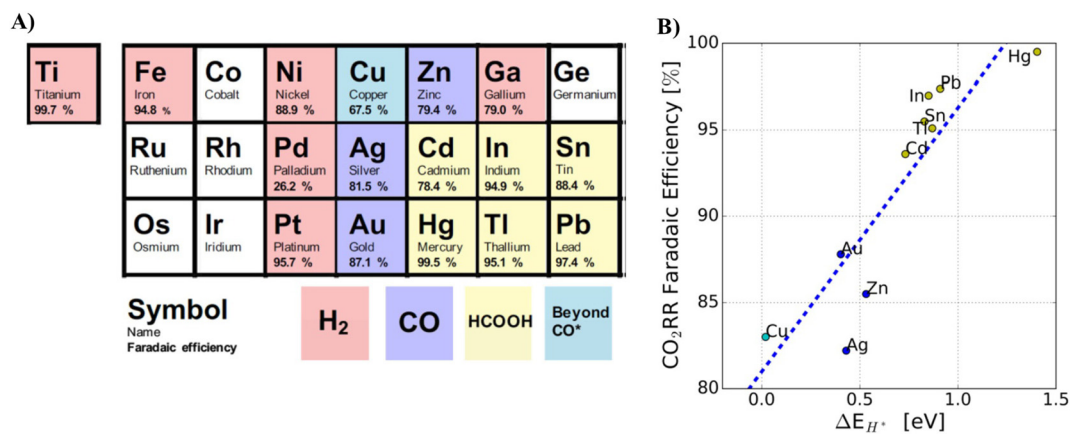 A)
Ti
Titanium
99.7 %
Fe
Iron
94.8 %
Co
Cobalt
Ni
Nickel
88.9 %
Cu
Copper
67.5 %
Zn
Zinc
79.4 %
Ga
Gallium
79.0 %
Ge
Germanium
Ru
Ruthenium
Rh
Rhodium
Pd
Palladium
26.2 %
Ag
Silver
81.5 %
Cd
Cadmium
78.4 %
In
Indium
94.9 %
Sn
Tin
88.4 %
Os
Osmium
Ir
Iridium
Pt
Platinum
95.7 %
Au
Gold
87.1 %
Hg
Mercury
99.5 %
Tl
Thallium
95.1 %
Pb
Lead
97.4 %
Symbol
Name
Faradaic efficiency
H₂
CO
HCOOH
Beyond
CO*
B)
CO₂RR Faradaic Efficiency [%]
100
95
90
85
80
Hg
Pb
In
Sn
Tl
Cd
Au
Zn
Cu
Ag
0.0
0.5
1.0
1.5
ΔE_H* [eV]